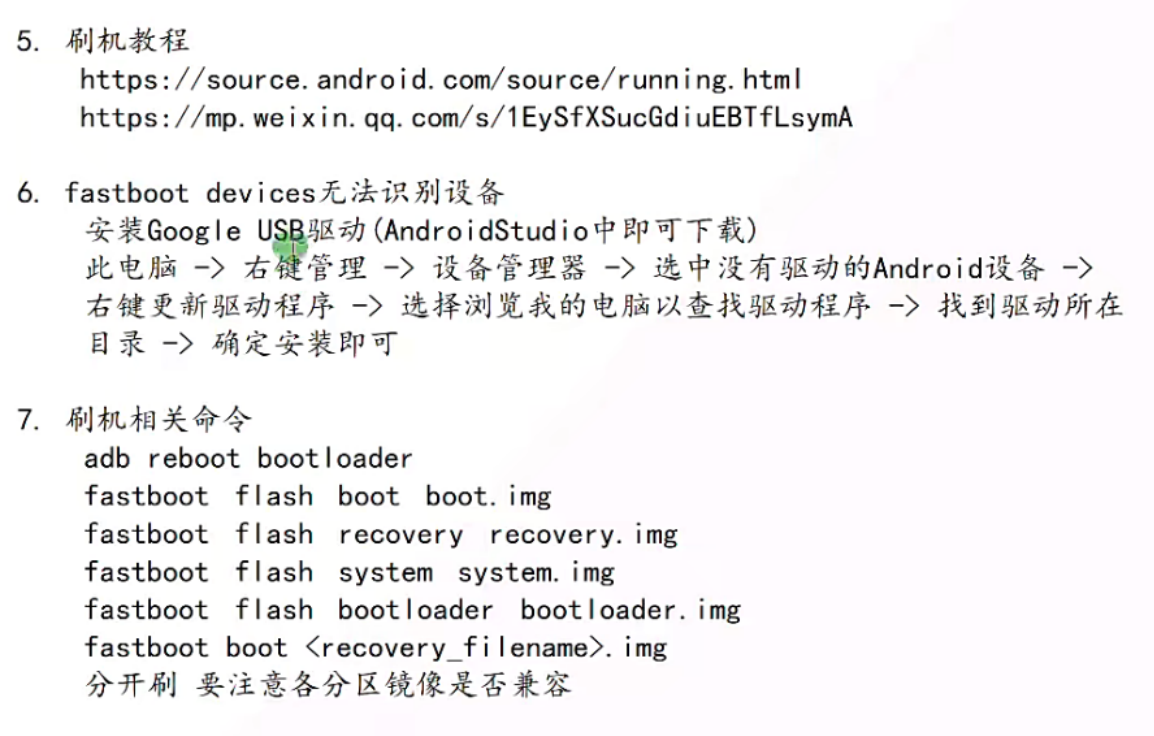 5. 刷机教程
https://source.android.com/source/running.html
https://mp.weixin.qq.com/s/1EySfXSucGdiuEBTfLsymA
6. fastboot devices无法识别设备
安装Google USB驱动(AndroidStudio中即可下载)
此电脑 -> 右键管理 -> 设备管理器 -> 选中没有驱动的Android设备 ->
右键更新驱动程序 -> 选择浏览我的电脑以查找驱动程序 -> 找到驱动所在
目录 -> 确定安装即可
7. 刷机相关命令
adb reboot bootloader
fastboot flash boot boot.img
fastboot flash recovery recovery.img
fastboot flash system system.img
fastboot flash bootloader bootloader.img
fastboot boot <recovery_filename>.img
分开刷 要注意各分区镜像是否兼容